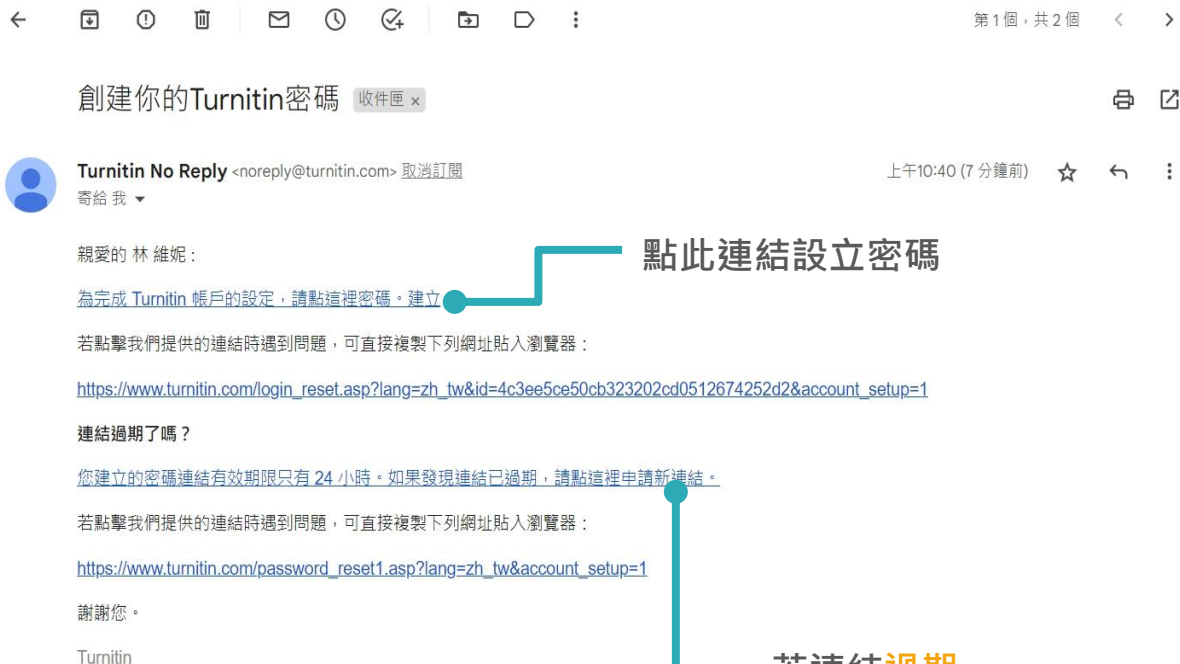 第1個，共2個
創建你的Turnitin密碼 收件匣 ×
Turnitin No Reply <noreply@turnitin.com> 取消訂閱
上午10:40 (7 分鐘前)
寄給 我
親愛的 林 維妮：
點此連結設立密碼
為完成 Turnitin 帳戶的設定，請點這裡密碼。建立
若點擊我們提供的連結時遇到問題，可直接複製下列網址貼入瀏覽器：
https://www.turnitin.com/login_reset.asp?lang=zh_tw&id=4c3ee5ce50cb323202cd0512674252d2&account_setup=1
連結過期了嗎？
您建立的密碼連結有效期限只有 24 小時。如果發現連結已過期，請點這裡申請新連結。
若點擊我們提供的連結時遇到問題，可直接複製下列網址貼入瀏覽器：
https://www.turnitin.com/password_reset1.asp?lang=zh_tw&account_setup=1
謝謝您。
Turnitin
若連結過期